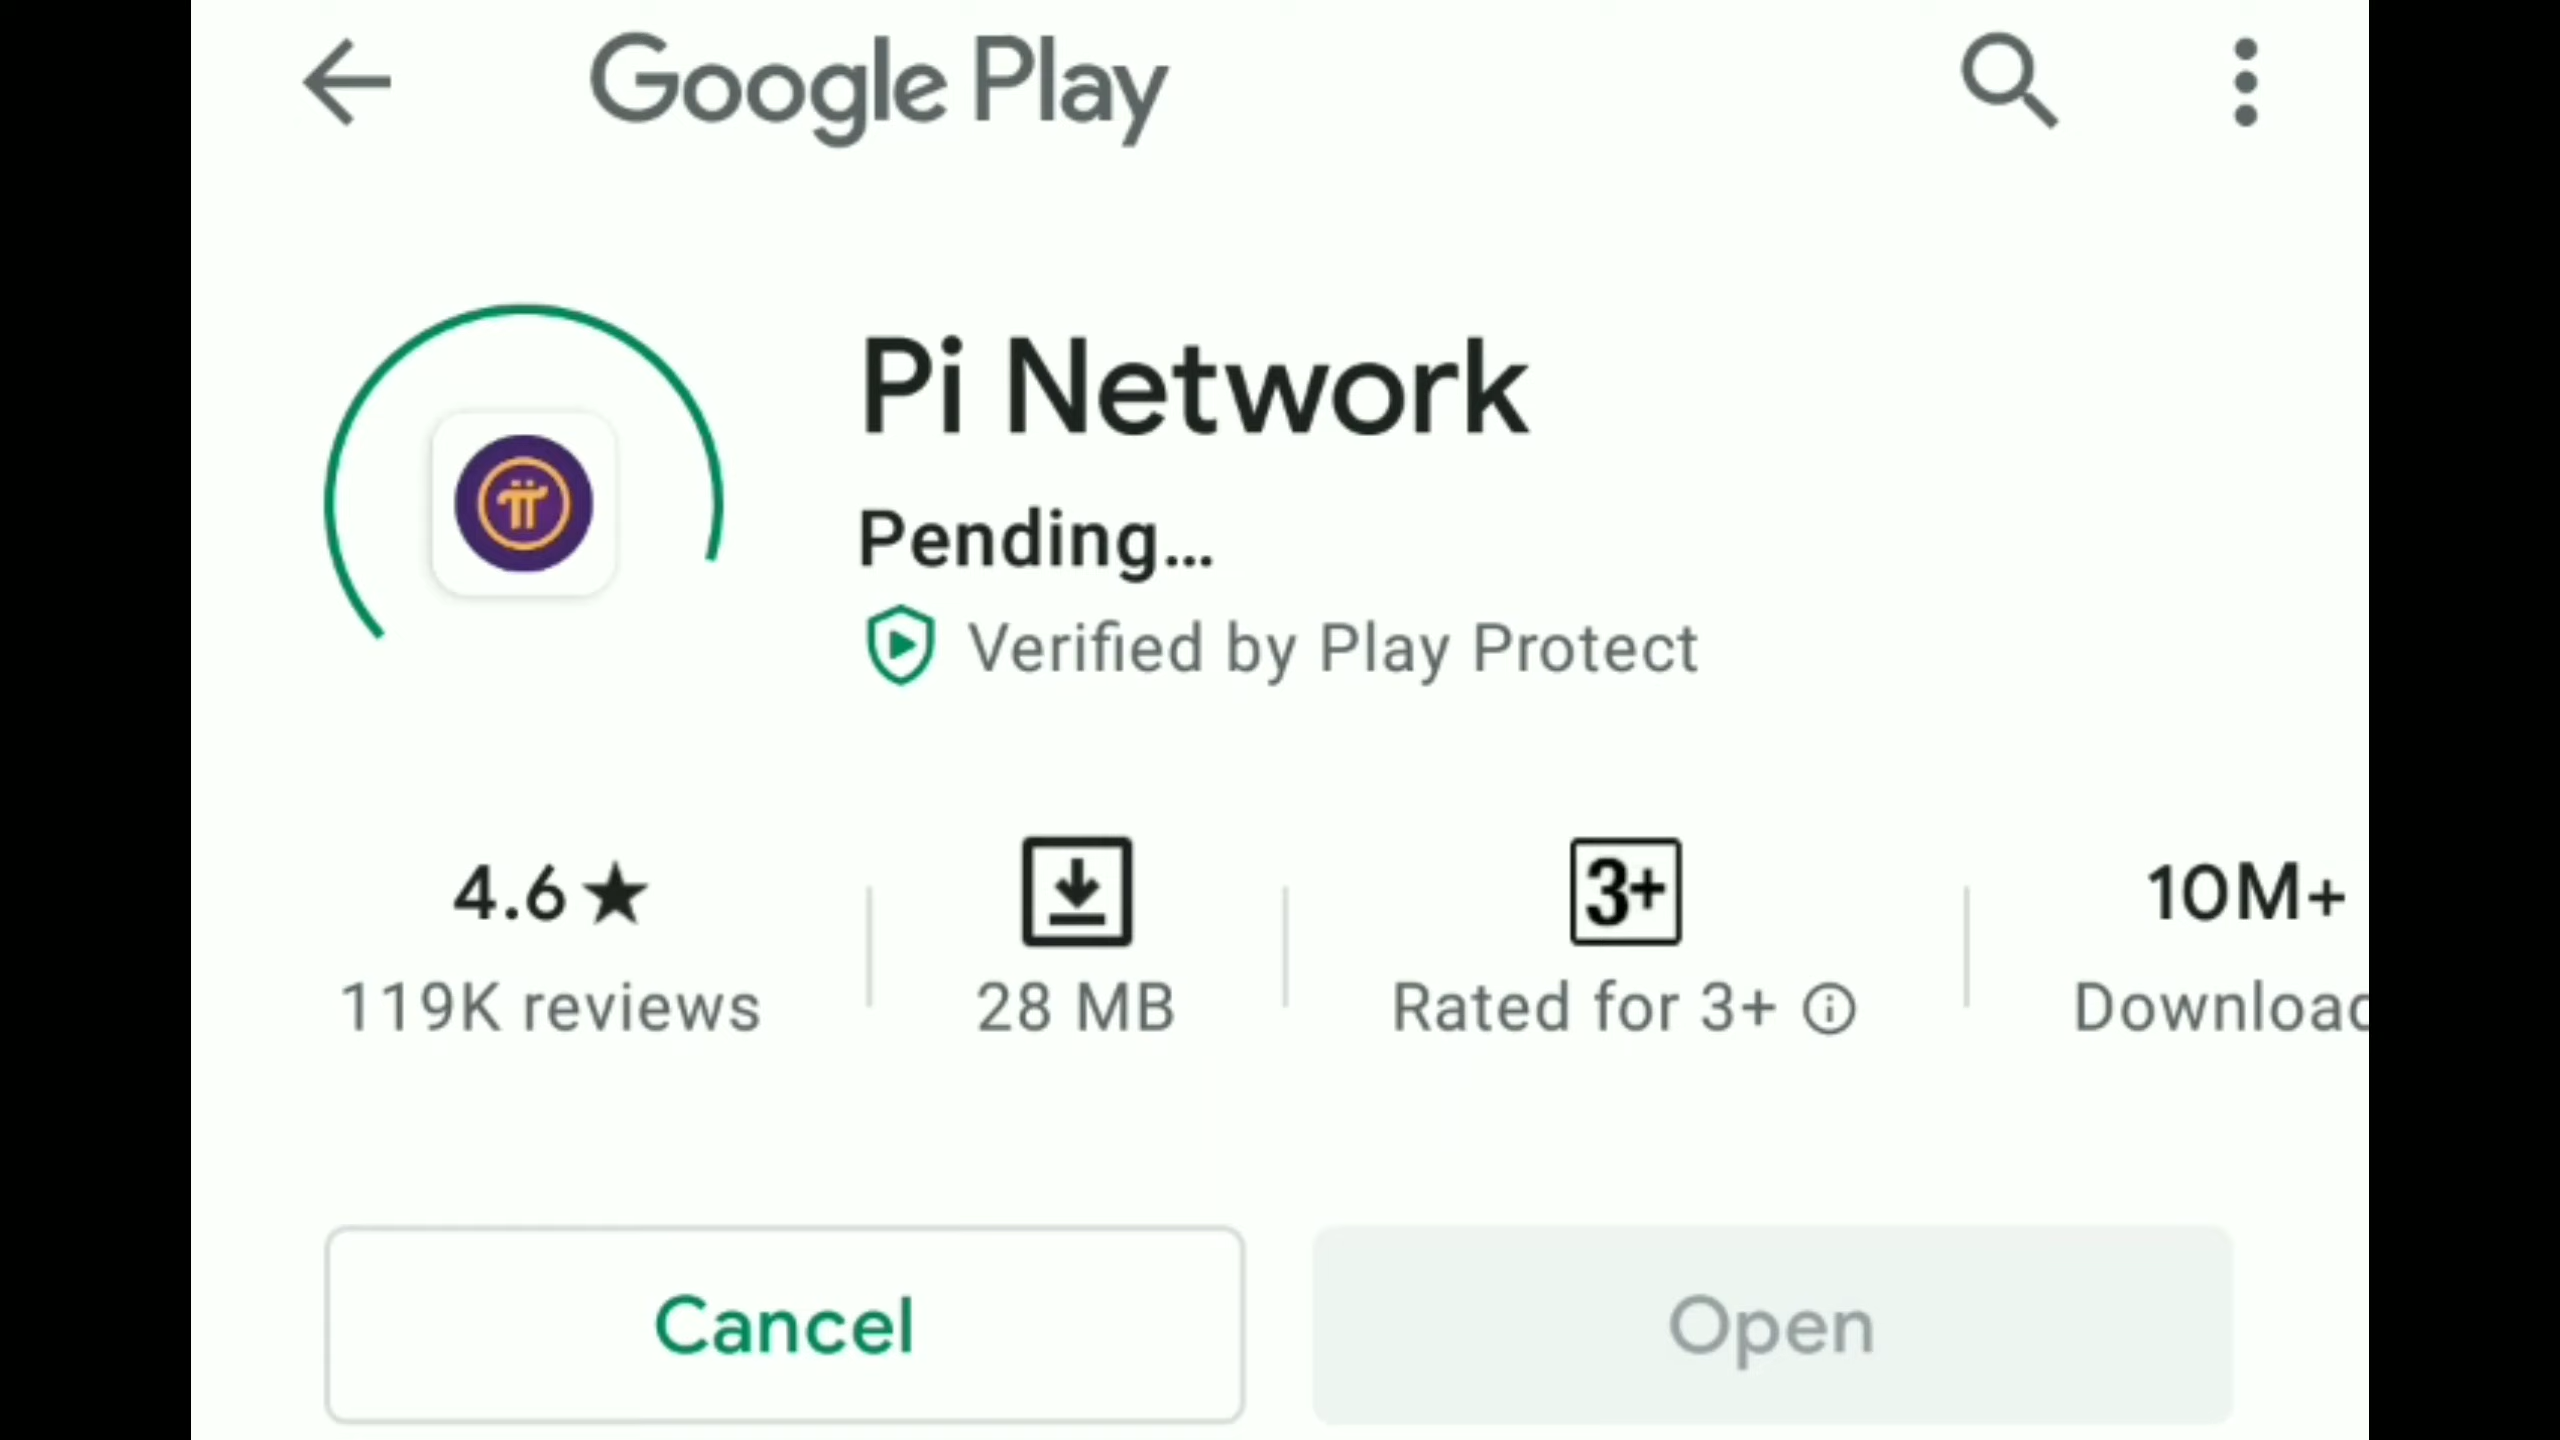 Google Play
Pi Network
Pending...
Verified by Play Protect
4.6★
119K reviews
28 MB
3+
Rated for 3+
10M+
Download
Cancel
Open